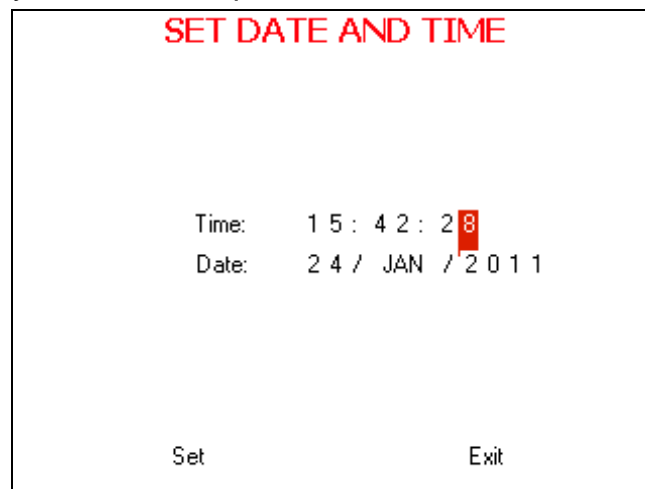 SET DATE AND TIME
Time: 15:42:28
Date: 24/ JAN /2011
Set Exit